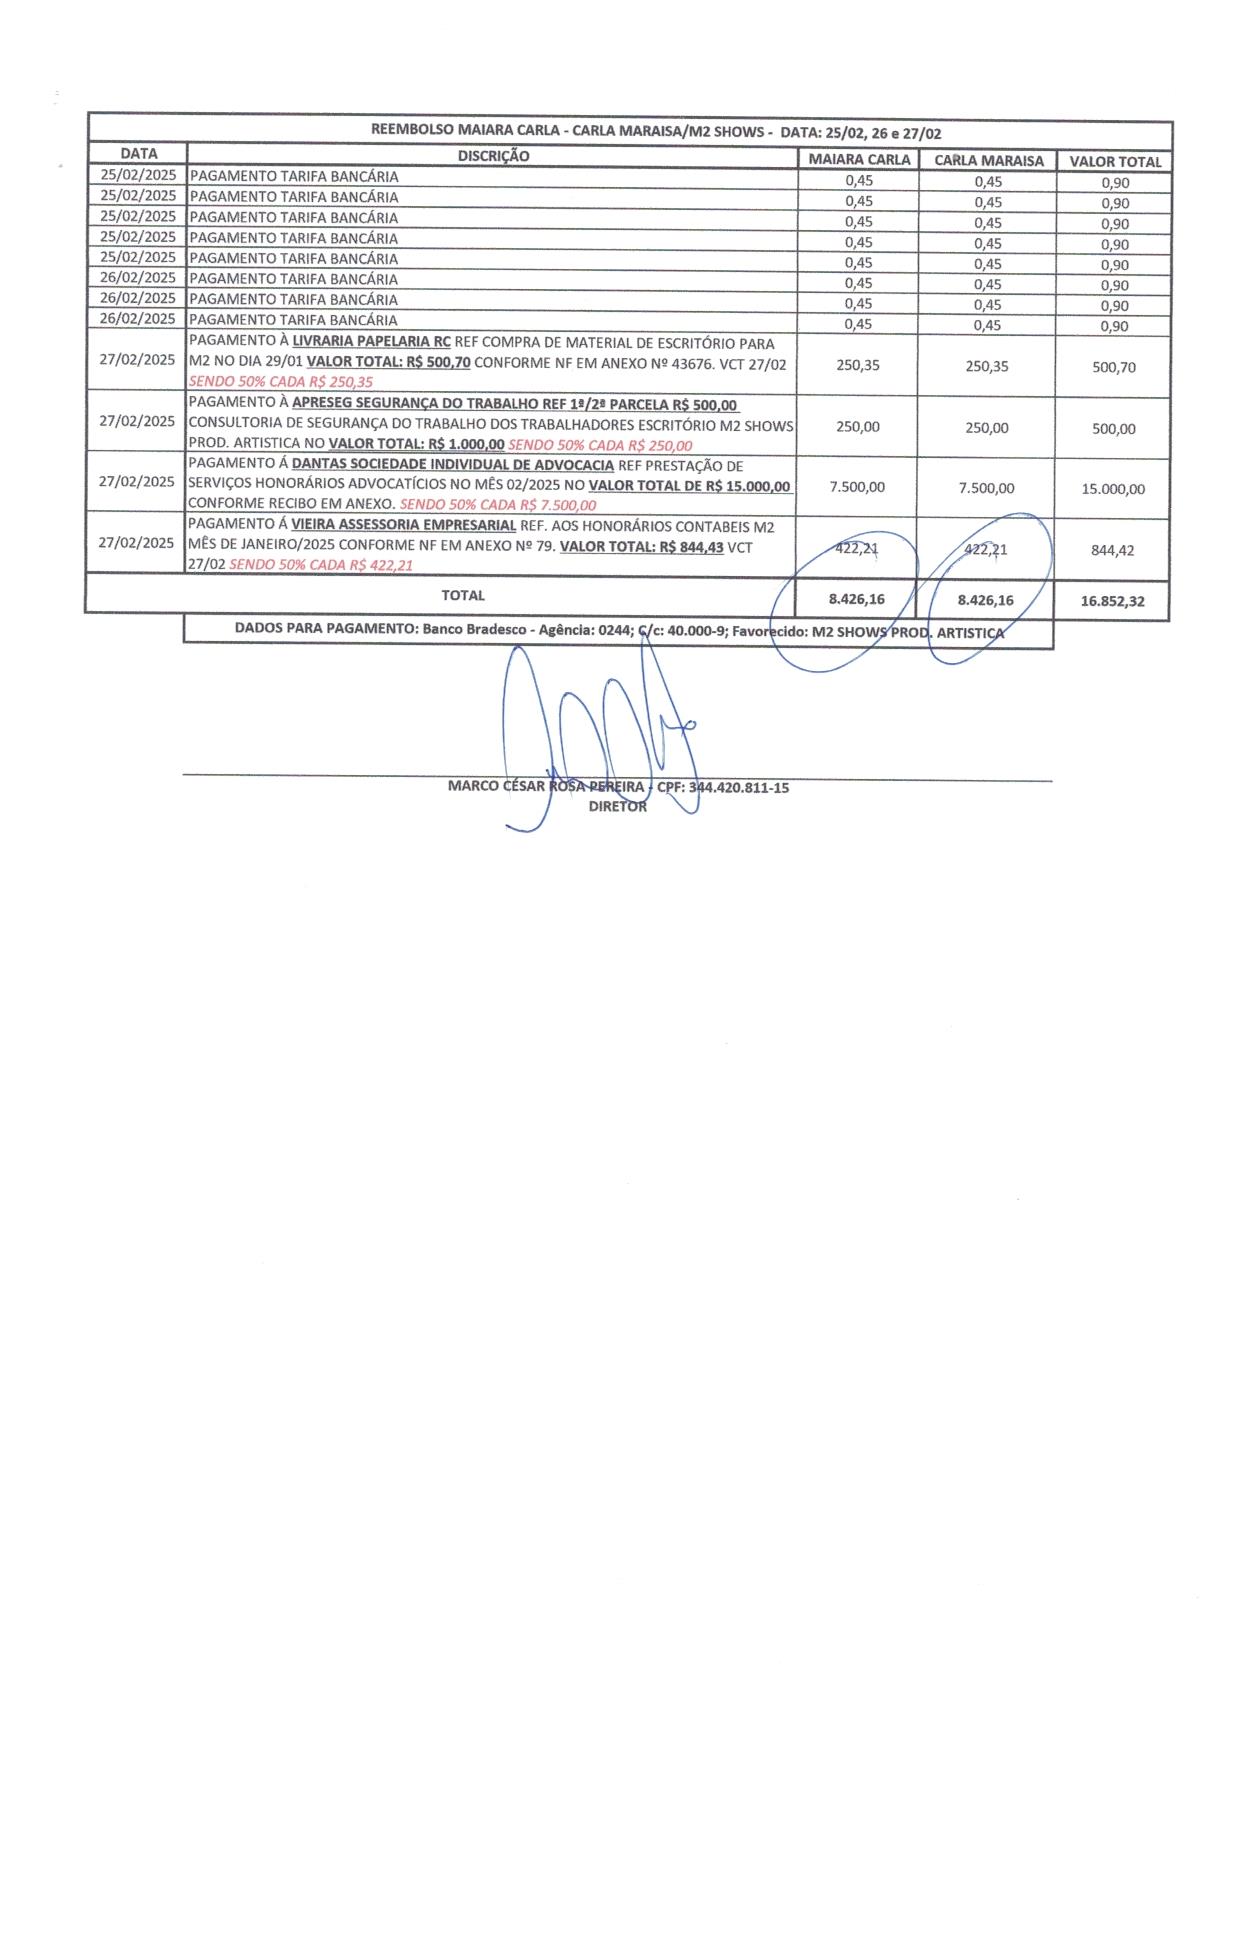 REEMBOLSO MAIARA CARLA - CARLA MARAISA/M2 SHOWS - DATA: 25/02, 26 e 27/02
DATA DISCRIÇÃO MAIARA CARLA CARLA MARAISA VALOR TOTAL
25/02/2025 PAGAMENTO TARIFA BANCÁRIA 0,45 0,45 0,90
25/02/2025 PAGAMENTO TARIFA BANCÁRIA 0,45 0,45 0,90
25/02/2025 PAGAMENTO TARIFA BANCÁRIA 0,45 0,45 0,90
25/02/2025 PAGAMENTO TARIFA BANCÁRIA 0,45 0,45 0,90
25/02/2025 PAGAMENTO TARIFA BANCÁRIA 0,45 0,45 0,90
26/02/2025 PAGAMENTO TARIFA BANCÁRIA 0,45 0,45 0,90
26/02/2025 PAGAMENTO TARIFA BANCÁRIA 0,45 0,45 0,90
26/02/2025 PAGAMENTO TARIFA BANCÁRIA 0,45 0,45 0,90
PAGAMENTO À LIVRARIA PAPELARIA RC REF COMPRA DE MATERIAL DE ESCRITÓRIO PARA
27/02/2025 M2 NO DIA 29/01 VALOR TOTAL: R$ 500,70 CONFORME NF EM ANEXO Nº 43676. VCT 27/02 250,35 250,35 500,70
SENDO 50% CADA R$ 250,35
PAGAMENTO À APRESEG SEGURANÇA DO TRABALHO REF 1ª/2ª PARCELA R$ 500,00
27/02/2025 CONSULTORIA DE SEGURANÇA DO TRABALHO DOS TRABALHADORES ESCRITÓRIO M2 SHOWS 250,00 250,00 500,00
PROD. ARTISTICA NO VALOR TOTAL: R$ 1.000,00 SENDO 50% CADA R$ 250,00
PAGAMENTO Á DANTAS SOCIEDADE INDIVIDUAL DE ADVOCACIA REF PRESTAÇÃO DE
27/02/2025 SERVIÇOS HONORÁRIOS ADVOCATÍCIOS NO MÊS 02/2025 NO VALOR TOTAL DE R$ 15.000,00 7.500,00 7.500,00 15.000,00
CONFORME RECIBO EM ANEXO. SENDO 50% CADA R$ 7.500,00
PAGAMENTO Á VIEIRA ASSESSORIA EMPRESARIAL REF. AOS HONORÁRIOS CONTABEIS M2
27/02/2025 MÊS DE JANEIRO/2025 CONFORME NF EM ANEXO Nº 79. VALOR TOTAL: R$ 844,43 VCT 422,21 422,21 844,42
27/02 SENDO 50% CADA R$ 422,21
TOTAL 8.426,16 8.426,16 16.852,32
DADOS PARA PAGAMENTO: Banco Bradesco - Agência: 0244; C/c: 40.000-9; Favorecido: M2 SHOWS PROD. ARTISTICA
MARCO CÉSAR ROSA PEREIRA - CPF: 344.420.811-15
DIRETOR